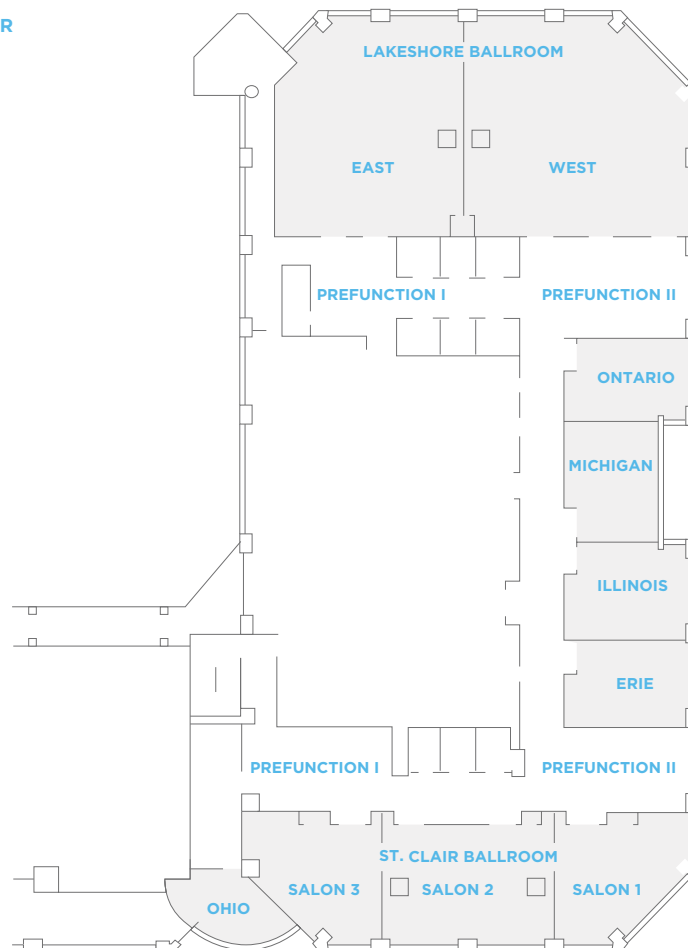 R
LAKESHORE BALLROOM
EAST
WEST
PREFUNCTION I
PREFUNCTION II
ONTARIO
MICHIGAN
ILLINOIS
ERIE
PREFUNCTION I
PREFUNCTION II
ST. CLAIR BALLROOM
SALON 3
SALON 2
SALON 1
OHIO